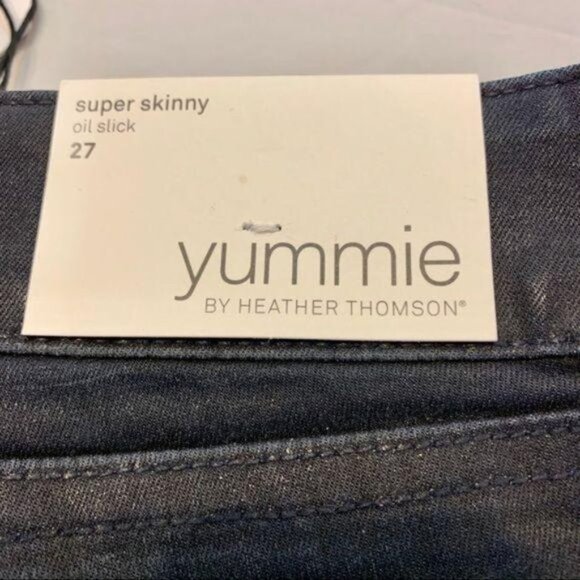 super skinny
oil slick
27
yummie
BY HEATHER THOMSON®